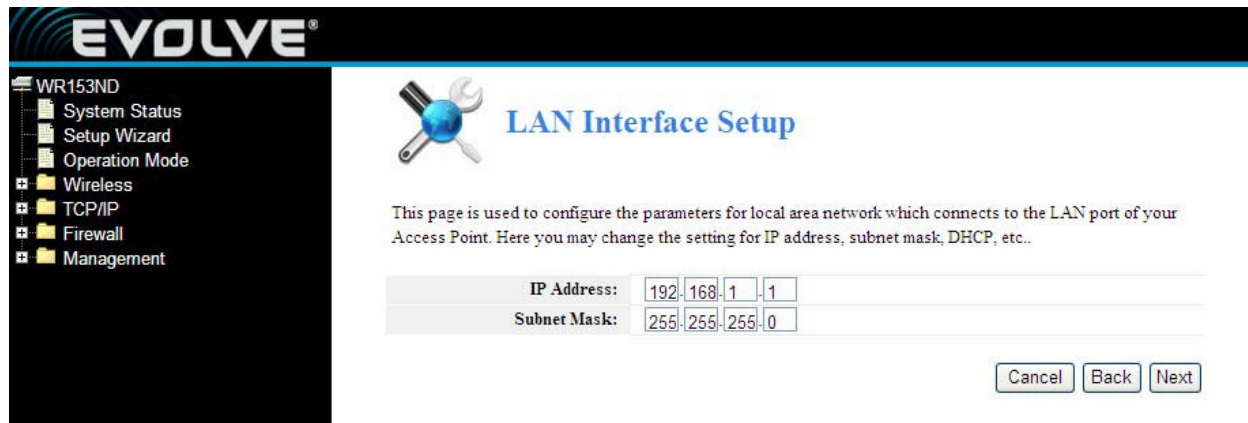 EVOLVE®
WR153ND
System Status
Setup Wizard
Operation Mode
Wireless
TCP/IP
Firewall
Management
LAN Interface Setup
This page is used to configure the parameters for local area network which connects to the LAN port of your
Access Point. Here you may change the setting for IP address, subnet mask, DHCP, etc..
IP Address: 192.168.1.1
Subnet Mask: 255.255.255.0
Cancel Back Next